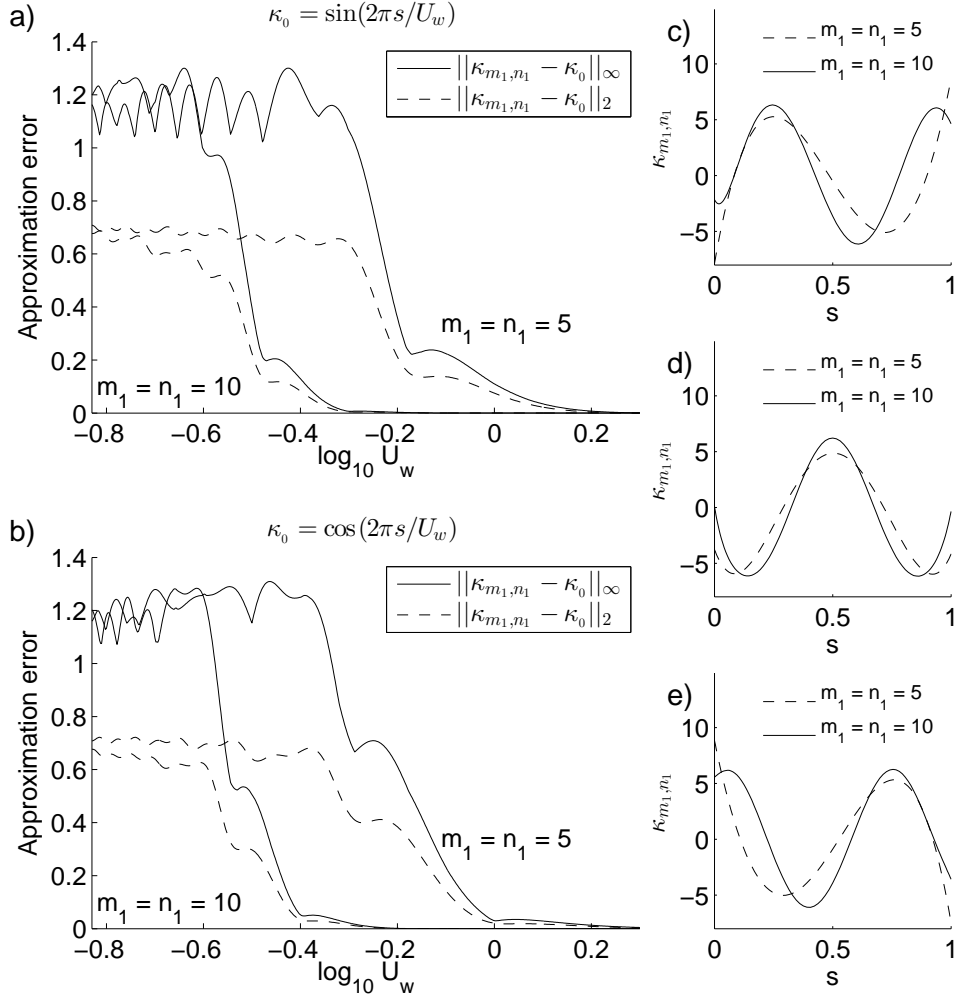 a)
κ₀ = sin(2πs/U_w)
1.4
1.2
1
0.8
0.6
0.4
0.2
0
Approximation error
||κ_{m₁,n₁} − κ₀||_∞
||κ_{m₁,n₁} − κ₀||₂
m₁ = n₁ = 5
m₁ = n₁ = 10
−0.8 −0.6 −0.4 −0.2 0 0.2
log₁₀ U_w
b)
κ₀ = cos(2πs/U_w)
1.4
1.2
1
0.8
0.6
0.4
0.2
0
Approximation error
||κ_{m₁,n₁} − κ₀||_∞
||κ_{m₁,n₁} − κ₀||₂
m₁ = n₁ = 5
m₁ = n₁ = 10
−0.8 −0.6 −0.4 −0.2 0 0.2
log₁₀ U_w
c)
m₁ = n₁ = 5
m₁ = n₁ = 10
10
5
0
−5
κ_{m₁,n₁}
0 0.5 1
s
d)
m₁ = n₁ = 5
m₁ = n₁ = 10
10
5
0
−5
κ_{m₁,n₁}
0 0.5 1
s
e)
m₁ = n₁ = 5
m₁ = n₁ = 10
10
5
0
−5
κ_{m₁,n₁}
0 0.5 1
s